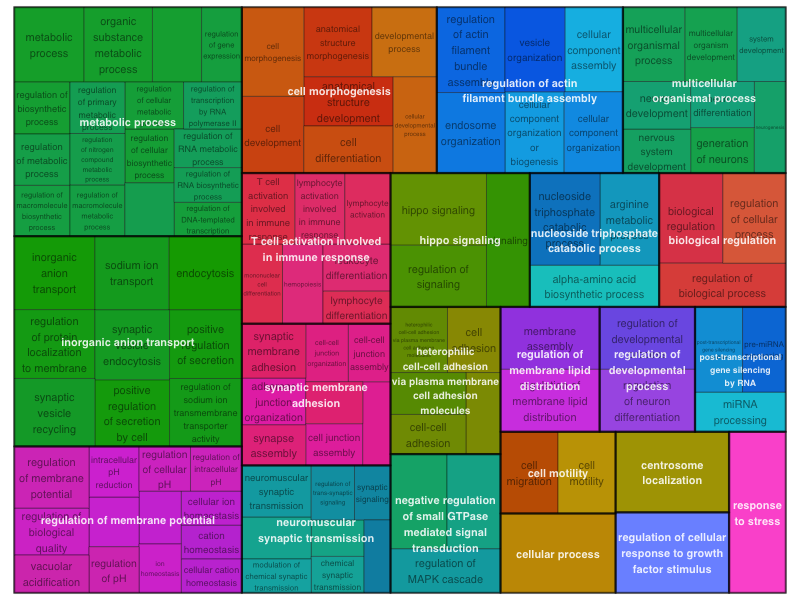 metabolic
process
organic
substance
metabolic
process
regulation
of gene
expression
regulation of
biosynthetic
process
regulation
of primary
metabolic
process
regulation
of cellular
metabolic
process
regulation of
transcription
by RNA
polymerase II
metabolic process
regulation
of metabolic
process
regulation
of nitrogen
compound
metabolic
process
regulation
of cellular
biosynthetic
process
regulation of
RNA metabolic
process
regulation of
RNA biosynthetic
process
regulation of
macromolecule
biosynthetic
process
regulation of
macromolecule
metabolic
process
regulation of
DNA-templated
transcription
cell
morphogenesis
anatomical
structure
morphogenesis
developmental
process
cell morphogenesis
anatomical
structure
development
cellular
developmental
process
cell
development
cell
differentiation
regulation
of actin
filament
bundle
assembly
vesicle
organization
cellular
component
assembly
regulation of actin
filament bundle assembly
endosome
organization
cellular
component
organization
or
biogenesis
cellular
component
organization
multicellular
organismal
process
multicellular
organism
development
system
development
multicellular
organismal process
differentiation
nervous
system
development
generation
of neurons
T cell
activation
involved
in immune
response
lymphocyte
activation
involved in
immune
response
lymphocyte
activation
T cell activation involved
in immune response
mononuclear
cell
differentiation
hemopoiesis
differentiation
lymphocyte
differentiation
hippo signaling
hippo signaling
signaling
regulation of
signaling
nucleoside
triphosphate
catabolic
process
arginine
metabolic
process
nucleoside triphosphate
catabolic process
alpha-amino acid
biosynthetic process
biological
regulation
regulation
of cellular
process
biological regulation
regulation of
biological process
inorganic
anion
transport
sodium ion
transport
endocytosis
regulation
of protein
localization
to membrane
synaptic
vesicle
endocytosis
positive
regulation
of secretion
inorganic anion transport
synaptic
vesicle
recycling
positive
regulation
of secretion
by cell
regulation of
sodium ion
transmembrane
transporter
activity
synaptic
membrane
adhesion
cell-cell
junction
organization
cell-cell
junction
assembly
synaptic membrane
adhesion
junction
organization
synapse
assembly
cell junction
assembly
heterophilic
cell-cell adhesion
via plasma membrane
cell
adhesion
heterophilic
cell-cell adhesion
via plasma membrane
cell adhesion
molecules
cell-cell
adhesion
membrane
assembly
regulation of
membrane lipid
distribution
membrane lipid
distribution
regulation of
developmental
process
regulation of
developmental
process
regulation
of neuron
differentiation
post-transcriptional
gene silencing
pre-miRNA
processing
post-transcriptional
gene silencing
by RNA
miRNA
processing
regulation
of membrane
potential
intracellular
pH
reduction
regulation
of cellular
pH
regulation of
intracellular
pH
regulation of
biological
quality
regulation of membrane potential
cellular ion
homeostasis
cation
homeostasis
vacuolar
acidification
regulation
of pH
ion
homeostasis
cellular cation
homeostasis
neuromuscular
synaptic
transmission
regulation of
trans-synaptic
signaling
synaptic
signaling
neuromuscular
synaptic transmission
modulation of
chemical synaptic
transmission
chemical
synaptic
transmission
negative regulation
of small GTPase
mediated signal
transduction
regulation of
MAPK cascade
cell
migration
cell
motility
cell motility
centrosome
localization
cellular process
regulation of cellular
response to growth
factor stimulus
response
to stress